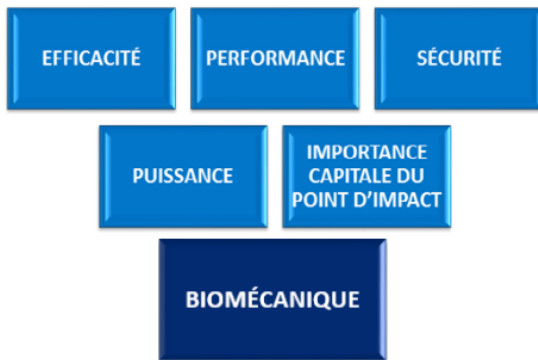 EFFICACITÉ
PERFORMANCE
SÉCURITÉ
PUISSANCE
IMPORTANCE
CAPITALE DU
POINT D’IMPACT
BIOMÉCANIQUE